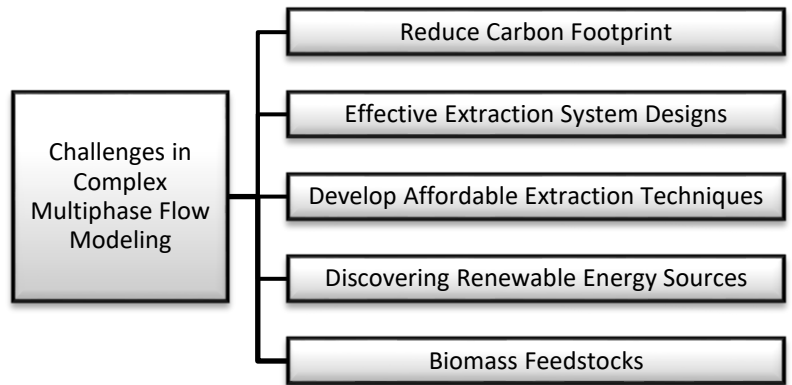 Challenges in
Complex
Multiphase Flow
Modeling
Reduce Carbon Footprint
Effective Extraction System Designs
Develop Affordable Extraction Techniques
Discovering Renewable Energy Sources
Biomass Feedstocks